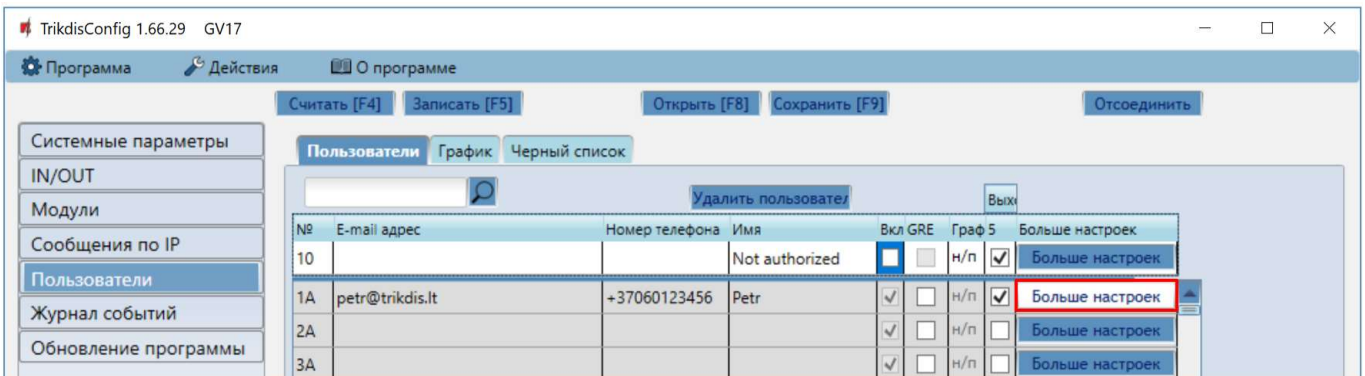 TrikdisConfig 1.66.29 GV17
Программа Действия О программе
Считать [F4] Записать [F5] Открыть [F8] Сохранить [F9] Отсоединить
Системные параметры
IN/OUT
Модули
Сообщения по IP
Пользователи
Журнал событий
Обновление программы
Пользователи График Черный список
Удалить пользовател Выхо
№ E-mail адрес Номер телефона Имя Вкл GRE Граф 5 Больше настроек
10 Not authorized н/п Больше настроек
1A petr@trikdis.lt +37060123456 Petr н/п Больше настроек
2A н/п Больше настроек
3A н/п Больше настроек